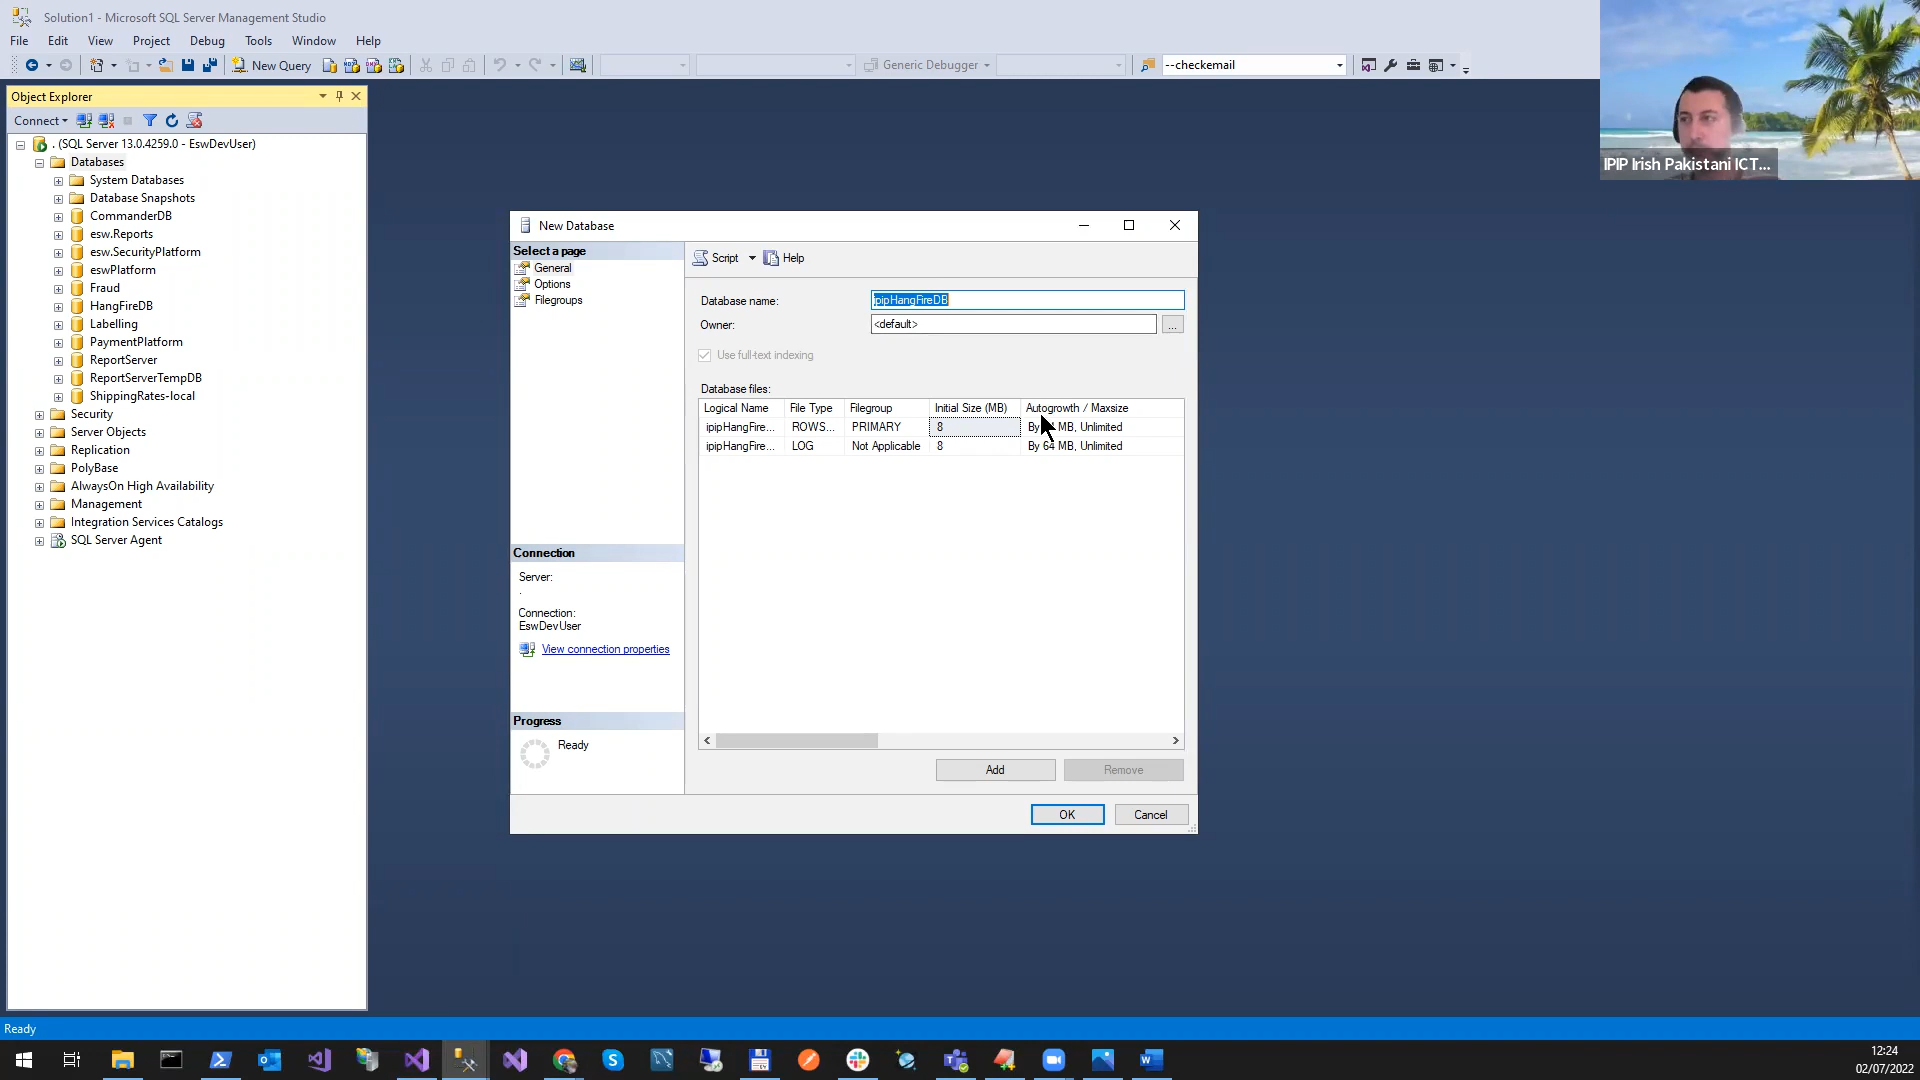 Solution1 - Microsoft SQL Server Management Studio
File Edit View Project Debug Tools Window Help
New Query Generic Debugger --checkemail
IPIP Irish Pakistani ICT...
Object Explorer
Connect
. (SQL Server 13.0.4259.0 - EswDevUser)
Databases
System Databases
Database Snapshots
CommanderDB
esw.Reports
esw.SecurityPlatform
eswPlatform
Fraud
HangFireDB
Labelling
PaymentPlatform
ReportServer
ReportServerTempDB
ShippingRates-local
Security
Server Objects
Replication
PolyBase
AlwaysOn High Availability
Management
Integration Services Catalogs
SQL Server Agent
New Database
Select a page
General
Options
Filegroups
Script Help
Database name: ipipHangFireDB
Owner: <default> ...
Use full-text indexing
Database files:
Logical Name File Type Filegroup Initial Size (MB) Autogrowth / Maxsize
ipipHangFire... ROWS... PRIMARY 8 By MB, Unlimited
ipipHangFire... LOG Not Applicable 8 By 64 MB, Unlimited
Connection
Server:
.
Connection:
EswDevUser
View connection properties
Progress
Ready
Add Remove
OK Cancel
Ready
12:24
02/07/2022